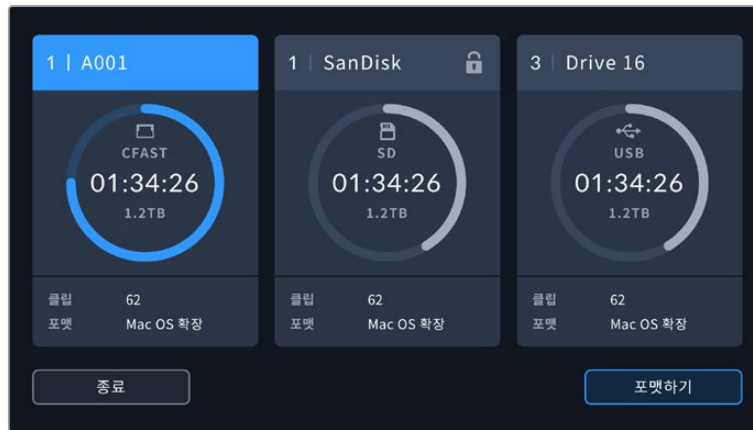 1 | A001
CFAST
01:34:26
1.2TB
클립 62
포맷 Mac OS 확장
1 | SanDisk
SD
01:34:26
1.2TB
클립 62
포맷 Mac OS 확장
3 | Drive 16
USB
01:34:26
1.2TB
클립 62
포맷 Mac OS 확장
종료
포맷하기